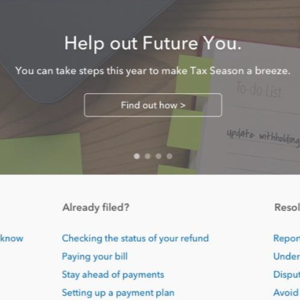 Help out Future You.
You can take steps this year to make Tax Season a breeze.
Find out how >
To-do list
update withholding
Already filed?
Resol
know
Checking the status of your refund
Repor
Paying your bill
Under
Stay ahead of payments
Disput
Setting up a payment plan
Avoid